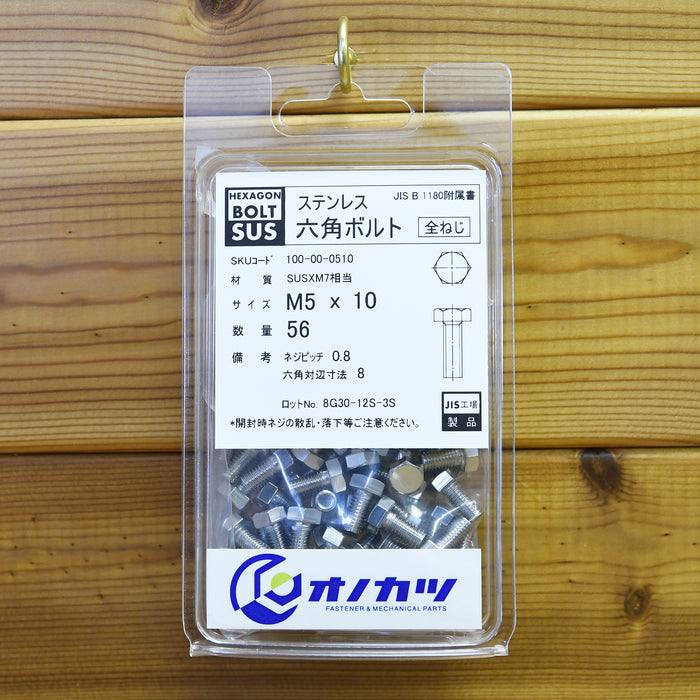 HEXAGON
BOLT
SUS
ステンレス
JIS B 1180附属書
六角ボルト
全ねじ
SKUコード 100-00-0510
材 質 SUSXM7相当
サイズ M5 x 10
数 量 56
備 考 ネジピッチ 0.8
六角対辺寸法 8
ロットNo: 8G30-12S-3S
JIS工場
製 品
*開封時ネジの散乱・落下等ご注意ください。
オノカツ
FASTENER & MECHANICAL PARTS